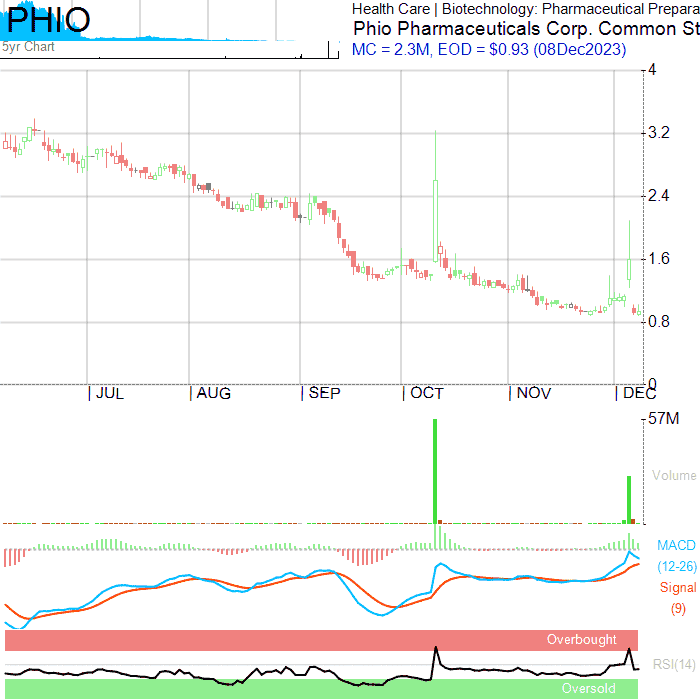 PHIO
5yr Chart
Health Care | Biotechnology: Pharmaceutical Prepara
Phio Pharmaceuticals Corp. Common St
MC = 2.3M, EOD = $0.93 (08Dec2023)
4
3.2
2.4
1.6
0.8
0
JUL AUG SEP OCT NOV DEC
57M
Volume
MACD
(12-26)
Signal
(9)
Overbought
RSI(14)
Oversold